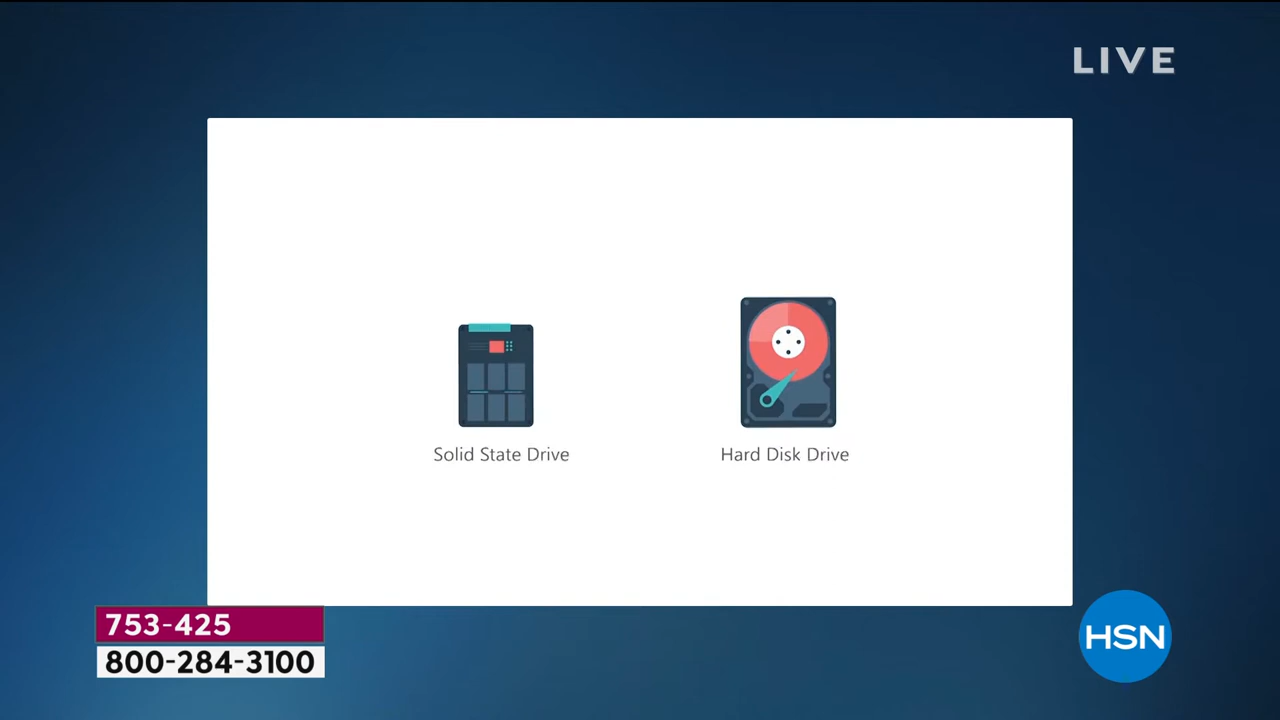 LIVE
Solid State Drive
Hard Disk Drive
753-425
800-284-3100
HSN